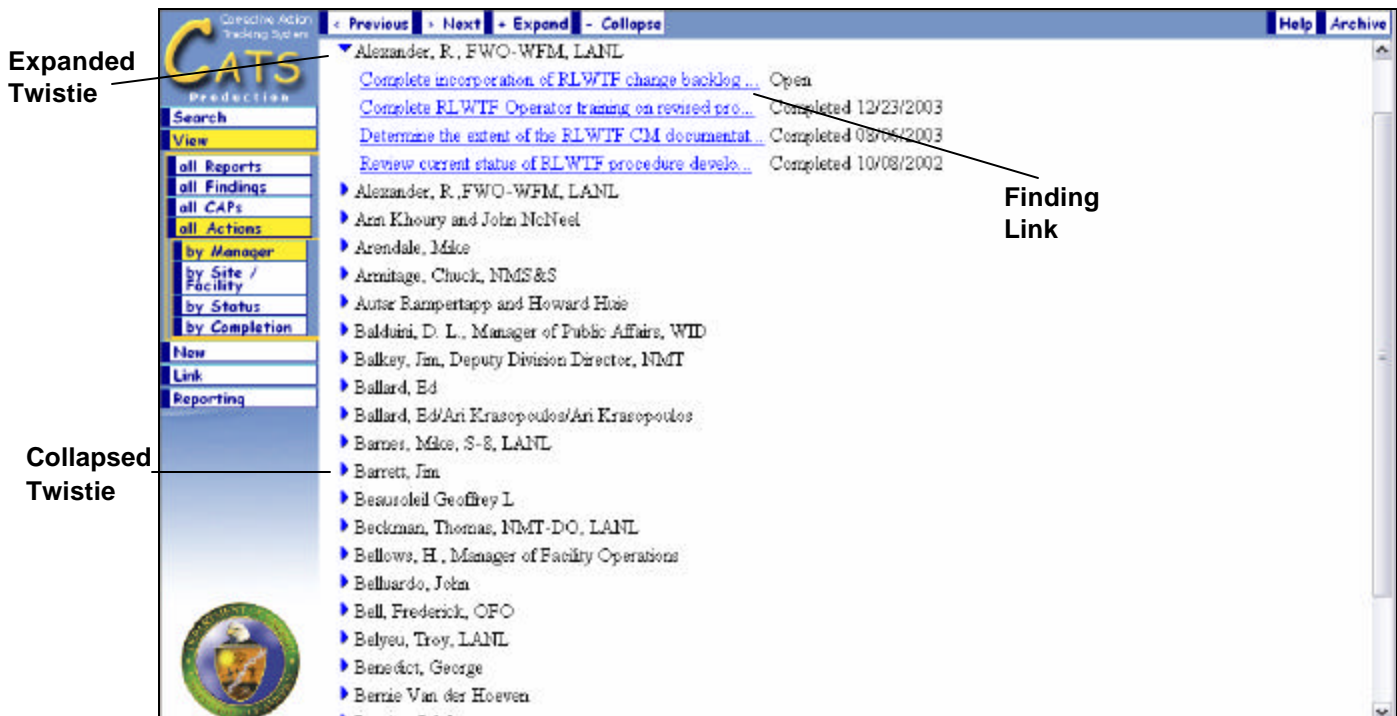 Corrective Action
Tracking System
CATS
Production
< Previous > Next + Expand - Collapse
Help Archive
Expanded
Twistie
Search
View
all Reports
all Findings
all CAPs
all Actions
by Manager
by Site /
Facility
by Status
by Completion
New
Link
Reporting
Alexander, R., FWO-WFM, LANL
Complete incorporation of RLWTF change backlog ... Open
Complete RLWTF Operator training on revised pro... Completed 12/23/2003
Determine the extent of the RLWTF CM documentat... Completed 08/06/2003
Review current status of RLWTF procedure develo... Completed 10/08/2002
Finding
Link
Alexander, R.,FWO-WFM, LANL
Ann Khoury and John NcNeel
Arendale, Mike
Armitage, Chuck, NMS&S
Autar Rampertapp and Howard Huie
Balduini, D. L., Manager of Public Affairs, WID
Balkey, Jim, Deputy Division Director, NMT
Ballard, Ed
Ballard, Ed/Ari Krasopoulos/Ari Krasopoulos
Barnes, Mike, S-8, LANL
Collapsed
Twistie
Barrett, Jim
Beausoleil Geoffrey L
Beckman, Thomas, NMT-DO, LANL
Bellows, H., Manager of Facility Operations
Belluardo, John
Bell, Frederick, OFO
Belyeu, Troy, LANL
Benedict, George
Bernie Van der Hoeven